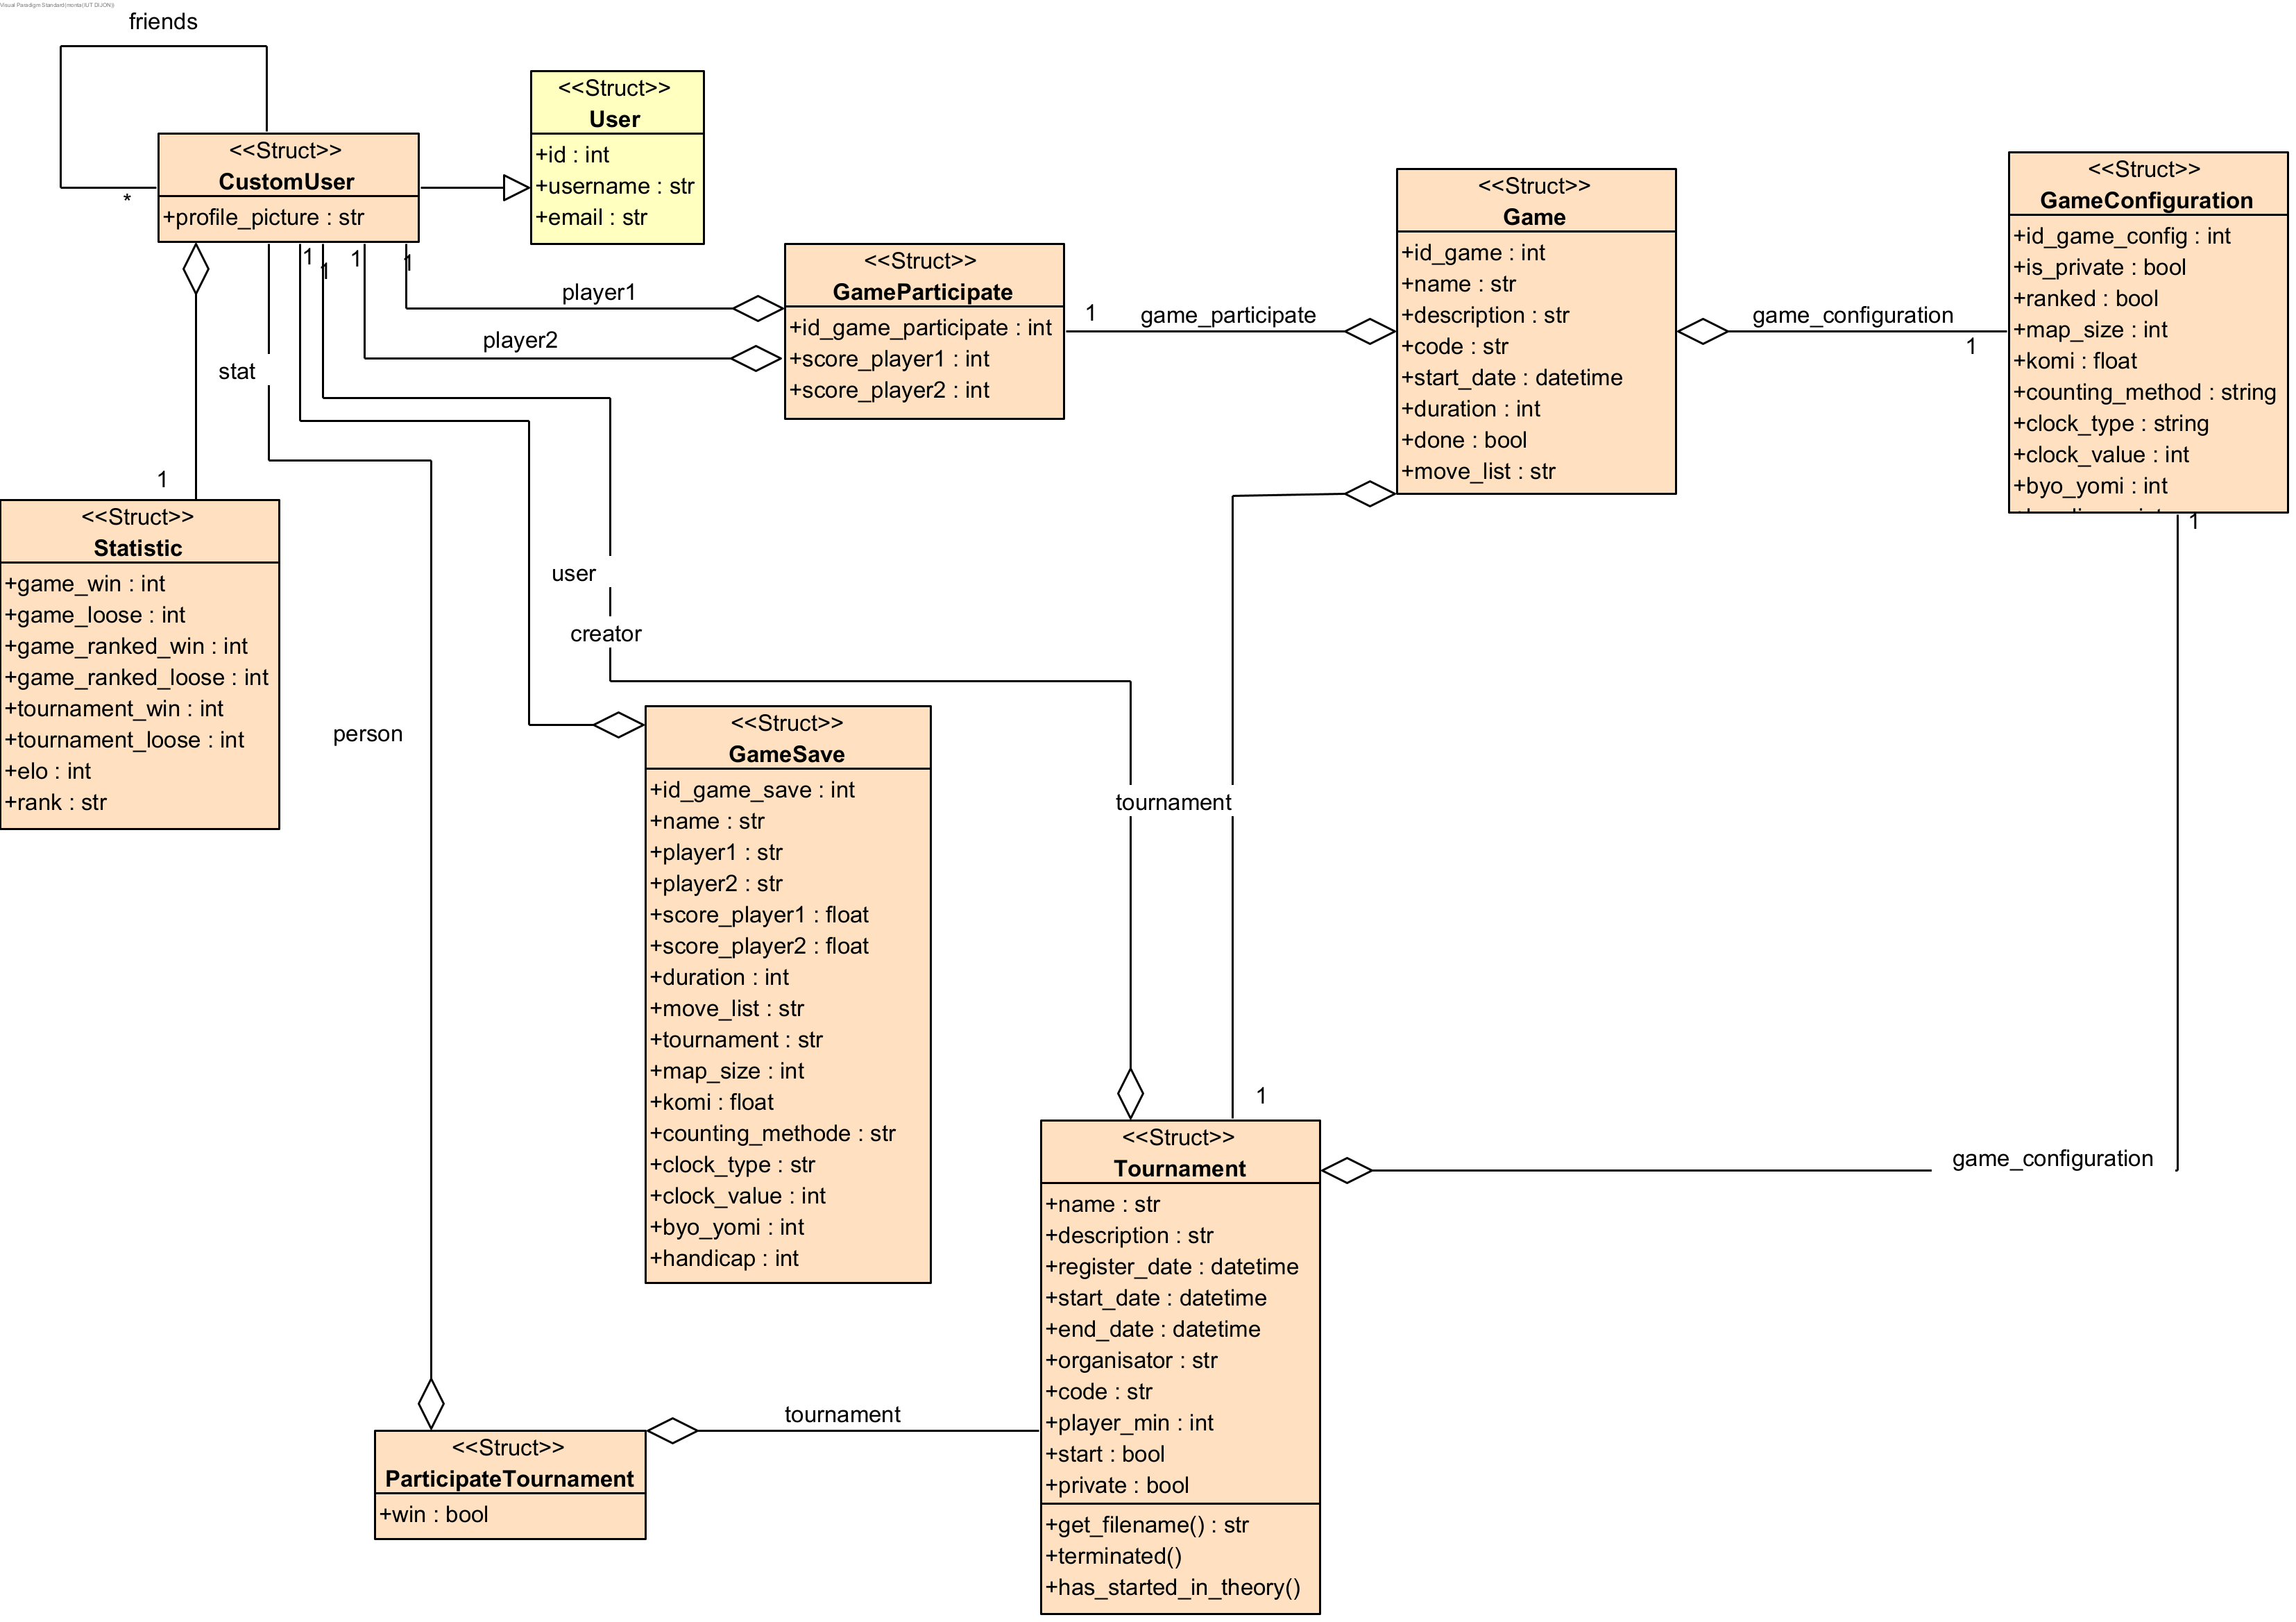 Visual Paradigm Standard(monta(IUT DIJON))
friends
*
<<Struct>>
CustomUser
+profile_picture : str
<<Struct>>
User
+id : int
+username : str
+email : str
1
1
1
1
player1
player2
<<Struct>>
GameParticipate
+id_game_participate : int
+score_player1 : int
+score_player2 : int
1
game_participate
<<Struct>>
Game
+id_game : int
+name : str
+description : str
+code : str
+start_date : datetime
+duration : int
+done : bool
+move_list : str
game_configuration
1
<<Struct>>
GameConfiguration
+id_game_config : int
+is_private : bool
+ranked : bool
+map_size : int
+komi : float
+counting_method : string
+clock_type : string
+clock_value : int
+byo_yomi : int
1
stat
1
<<Struct>>
Statistic
+game_win : int
+game_loose : int
+game_ranked_win : int
+game_ranked_loose : int
+tournament_win : int
+tournament_loose : int
+elo : int
+rank : str
user
creator
person
<<Struct>>
GameSave
+id_game_save : int
+name : str
+player1 : str
+player2 : str
+score_player1 : float
+score_player2 : float
+duration : int
+move_list : str
+tournament : str
+map_size : int
+komi : float
+counting_methode : str
+clock_type : str
+clock_value : int
+byo_yomi : int
+handicap : int
tournament
1
<<Struct>>
Tournament
+name : str
+description : str
+register_date : datetime
+start_date : datetime
+end_date : datetime
+organisator : str
+code : str
+player_min : int
+start : bool
+private : bool
+get_filename() : str
+terminated()
+has_started_in_theory()
game_configuration
tournament
<<Struct>>
ParticipateTournament
+win : bool